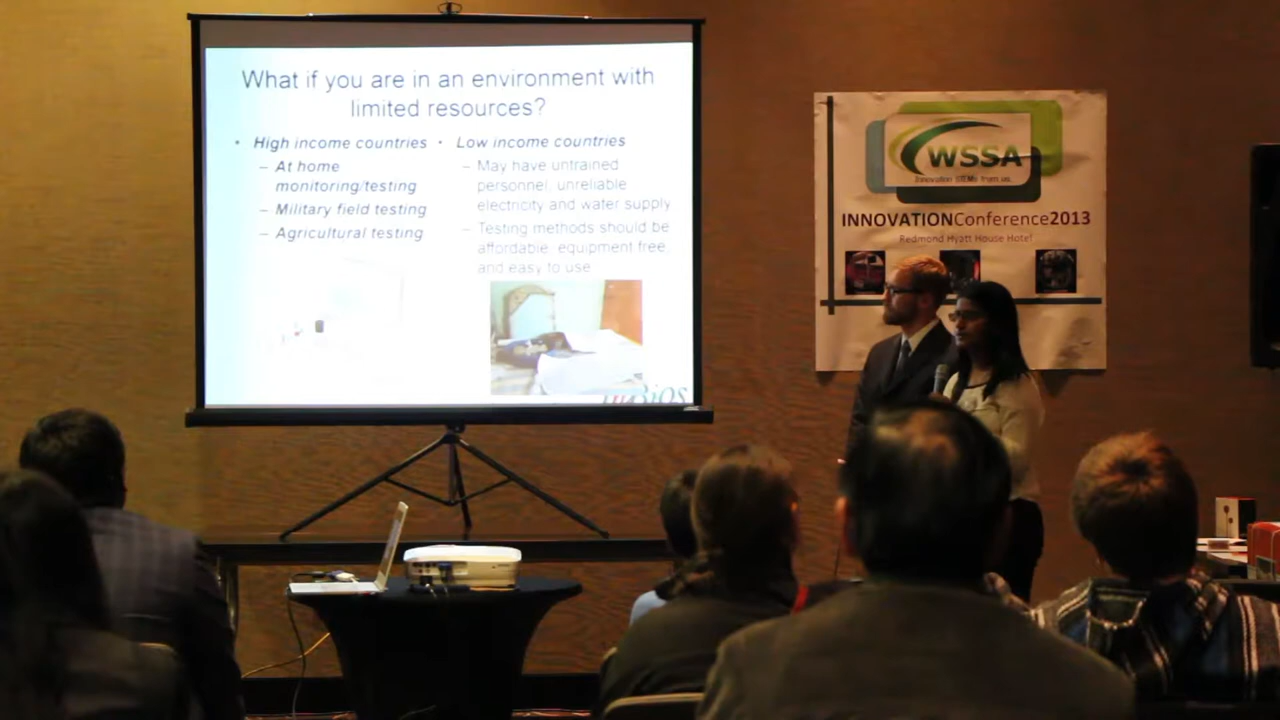 What if you are in an environment with
limited resources?
• High income countries
– At home
monitoring/testing
– Military field testing
– Agricultural testing
• Low income countries
– May have untrained
personnel, unreliable
electricity and water supply
– Testing methods should be
affordable, equipment free,
and easy to use
WSSA
INNOVATIONConference2013
Redmond Hyatt House Hotel